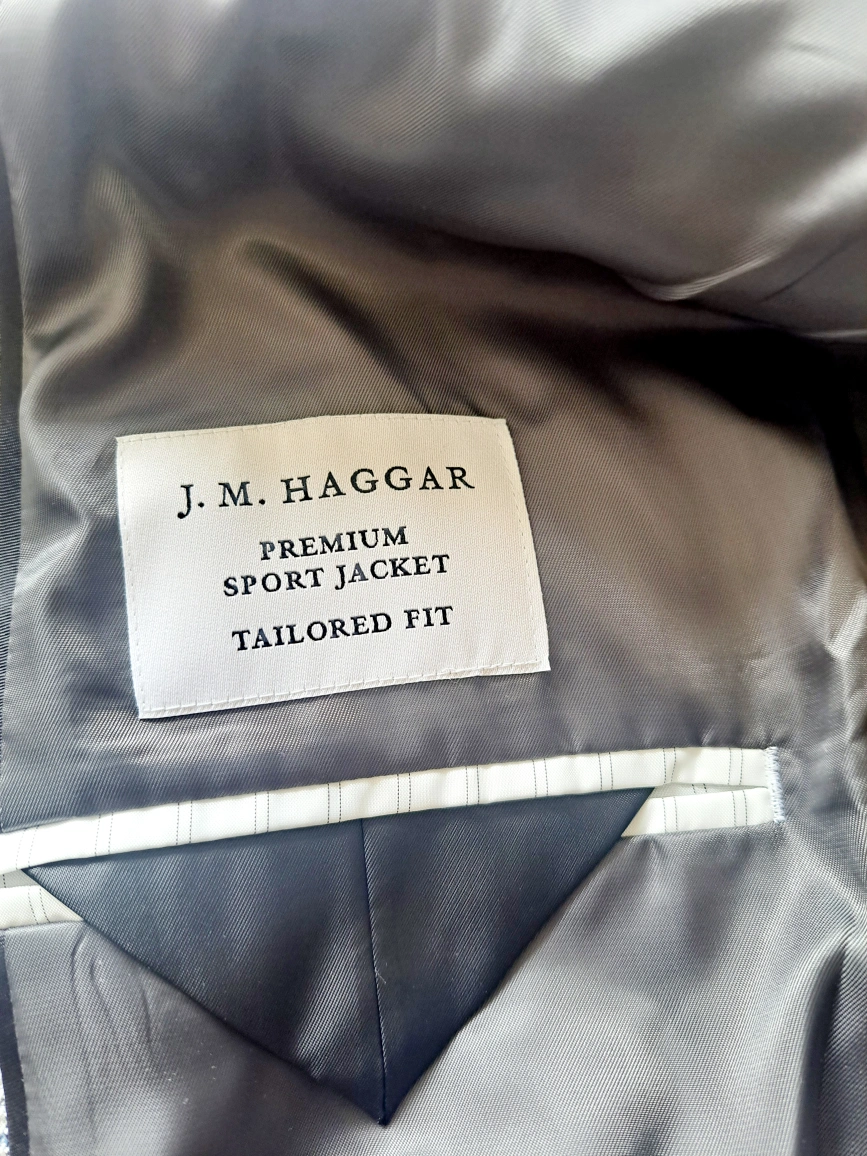 J. M. HAGGAR
PREMIUM
SPORT JACKET
TAILORED FIT